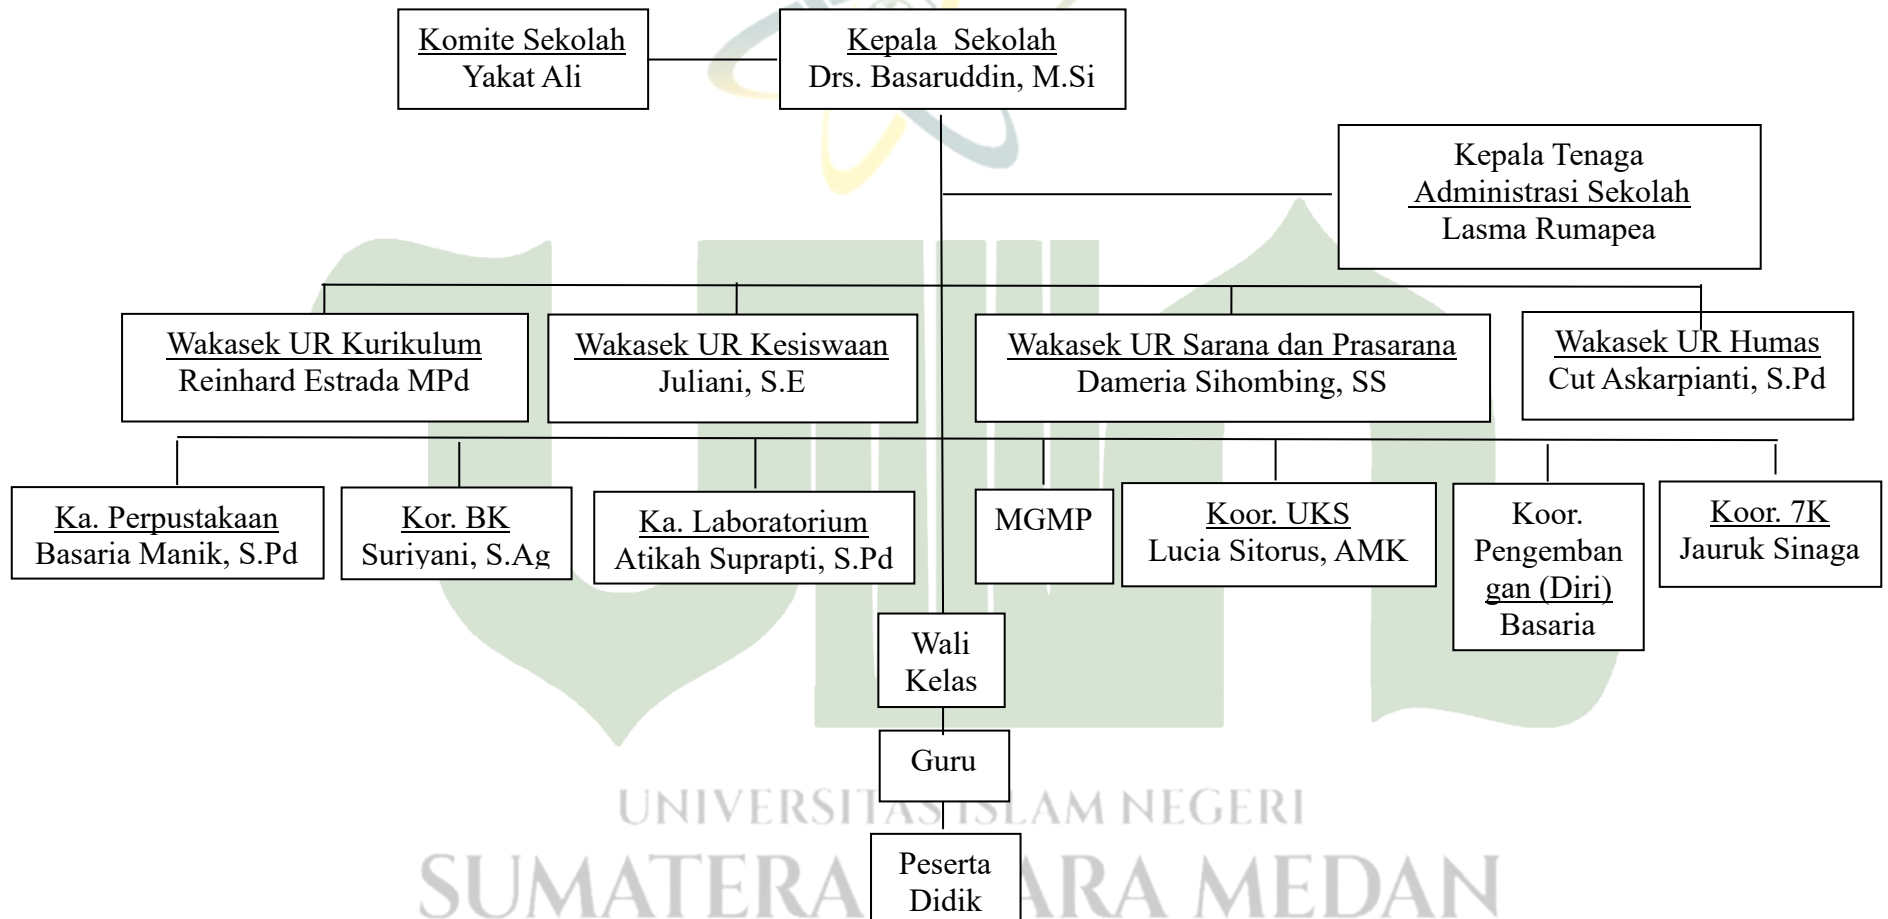 Komite Sekolah
Yakat Ali
Kepala Sekolah
Drs. Basaruddin, M.Si
Kepala Tenaga
Administrasi Sekolah
Lasma Rumapea
Wakasek UR Kurikulum
Reinhard Estrada MPd
Wakasek UR Kesiswaan
Juliani, S.E
Wakasek UR Sarana dan Prasarana
Dameria Sihombing, SS
Wakasek UR Humas
Cut Askarpianti, S.Pd
Ka. Perpustakaan
Basaria Manik, S.Pd
Kor. BK
Suriyani, S.Ag
Ka. Laboratorium
Atikah Suprapti, S.Pd
MGMP
Koor. UKS
Lucia Sitorus, AMK
Koor.
Pengemban
gan (Diri)
Basaria
Koor. 7K
Jauruk Sinaga
Wali
Kelas
Guru
Peserta
Didik
UNIVERSITAS ISLAM NEGERI
SUMATERA ARA MEDAN